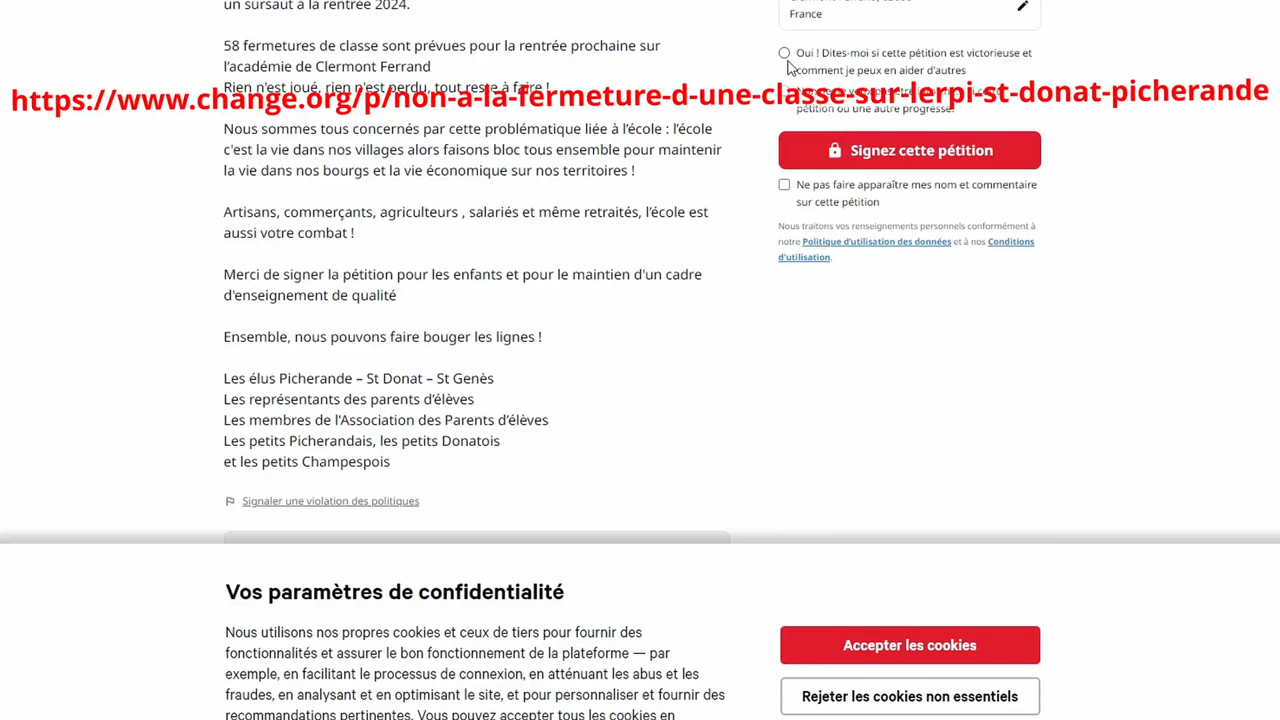 un sursaut à la rentrée 2024.
58 fermetures de classe sont prévues pour la rentrée prochaine sur
l'académie de Clermont Ferrand
Rien n'est joué, rien n'est perdu, tout reste à faire !
https://www.change.org/p/non-a-la-fermeture-d-une-classe-sur-lerpi-st-donat-picherande
Nous sommes tous concernés par cette problématique liée à l'école : l'école
c'est la vie dans nos villages alors faisons bloc tous ensemble pour maintenir
la vie dans nos bourgs et la vie économique sur nos territoires !
Artisans, commerçants, agriculteurs , salariés et même retraités, l'école est
aussi votre combat !
Merci de signer la pétition pour les enfants et pour le maintien d'un cadre
d'enseignement de qualité
Ensemble, nous pouvons faire bouger les lignes !
Les élus Picherande – St Donat – St Genès
Les représentants des parents d'élèves
Les membres de l'Association des Parents d'élèves
Les petits Picherandais, les petits Donatois
et les petits Champespois
Signaler une violation des politiques
France
Oui ! Dites-moi si cette pétition est victorieuse et
comment je peux en aider d'autres
pétition ou une autre progresse.
Signez cette pétition
Ne pas faire apparaître mes nom et commentaire
sur cette pétition
Nous traitons vos renseignements personnels conformément à
notre Politique d'utilisation des données et à nos Conditions
d'utilisation.
Vos paramètres de confidentialité
Nous utilisons nos propres cookies et ceux de tiers pour fournir des
fonctionnalités et assurer le bon fonctionnement de la plateforme — par
exemple, en facilitant le processus de connexion, en atténuant les abus et les
fraudes, en analysant et en optimisant le site, et pour personnaliser et fournir des
recommandations pertinentes. Vous pouvez accepter tous les cookies en
Accepter les cookies
Rejeter les cookies non essentiels